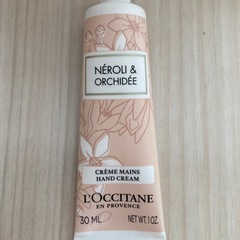 NÉROLI &
ORCHIDÉE
CRÈME MAINS
HAND CREAM
L'OCCITANE
EN PROVENCE
30 ML NET WT. 1 OZ.